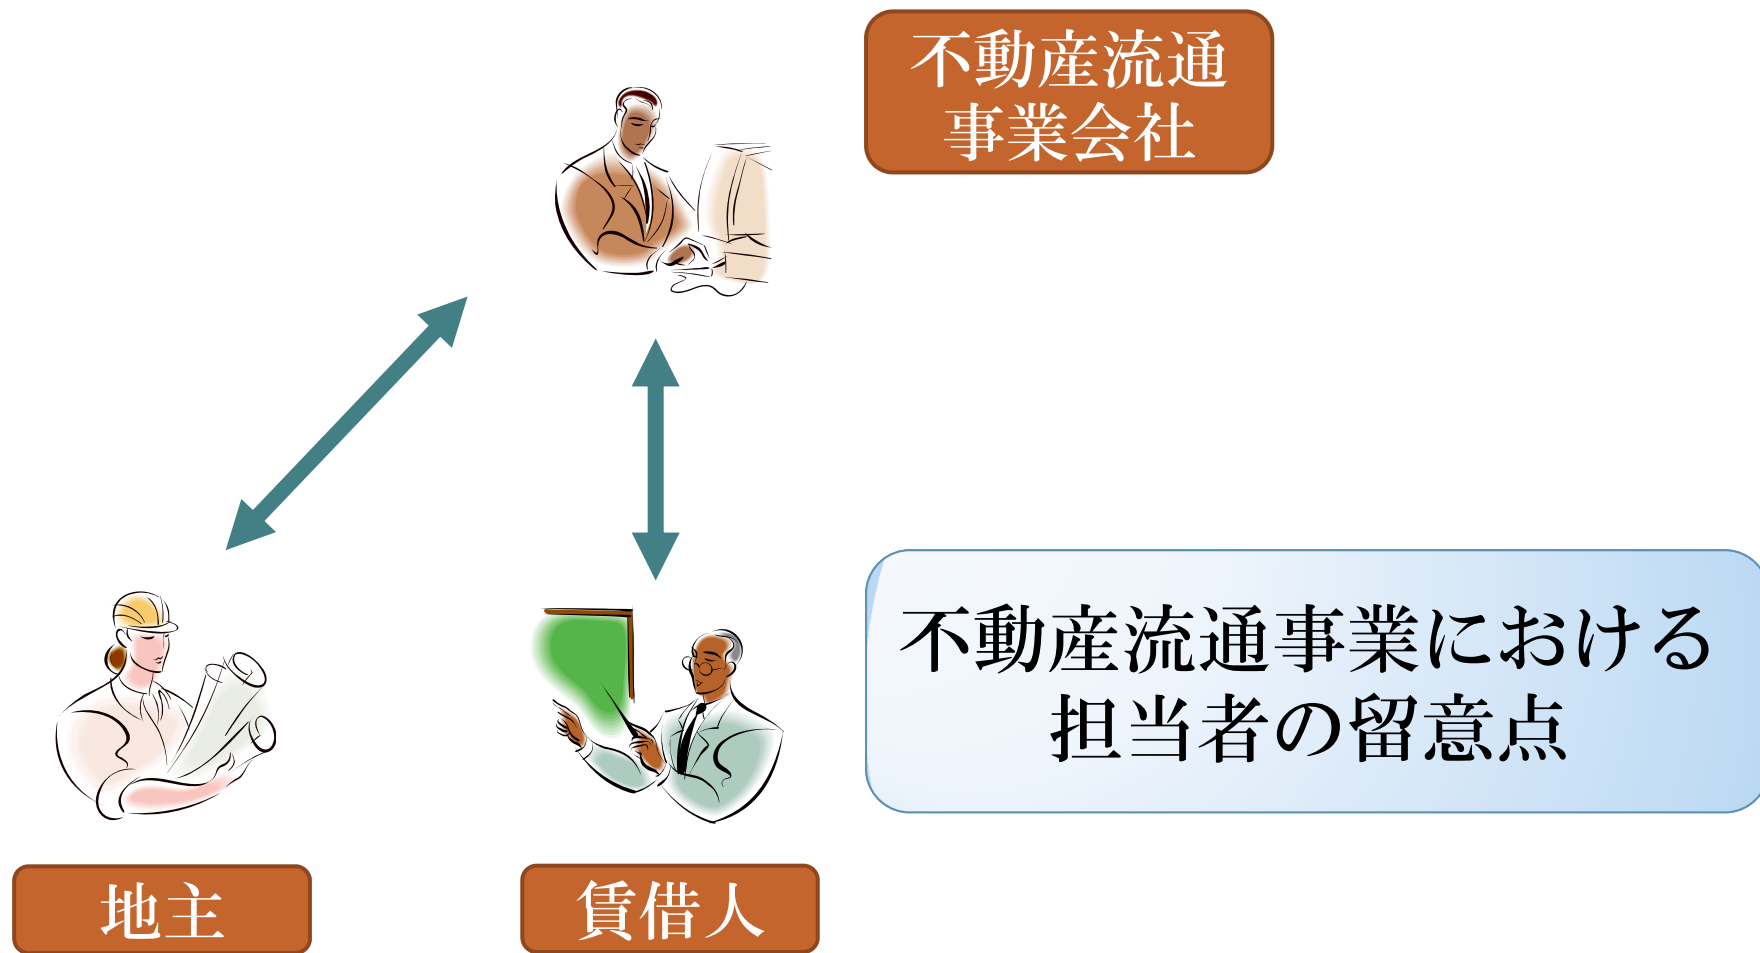 不動産流通
事業会社
不動産流通事業における
担当者の留意点
地主
賃借人